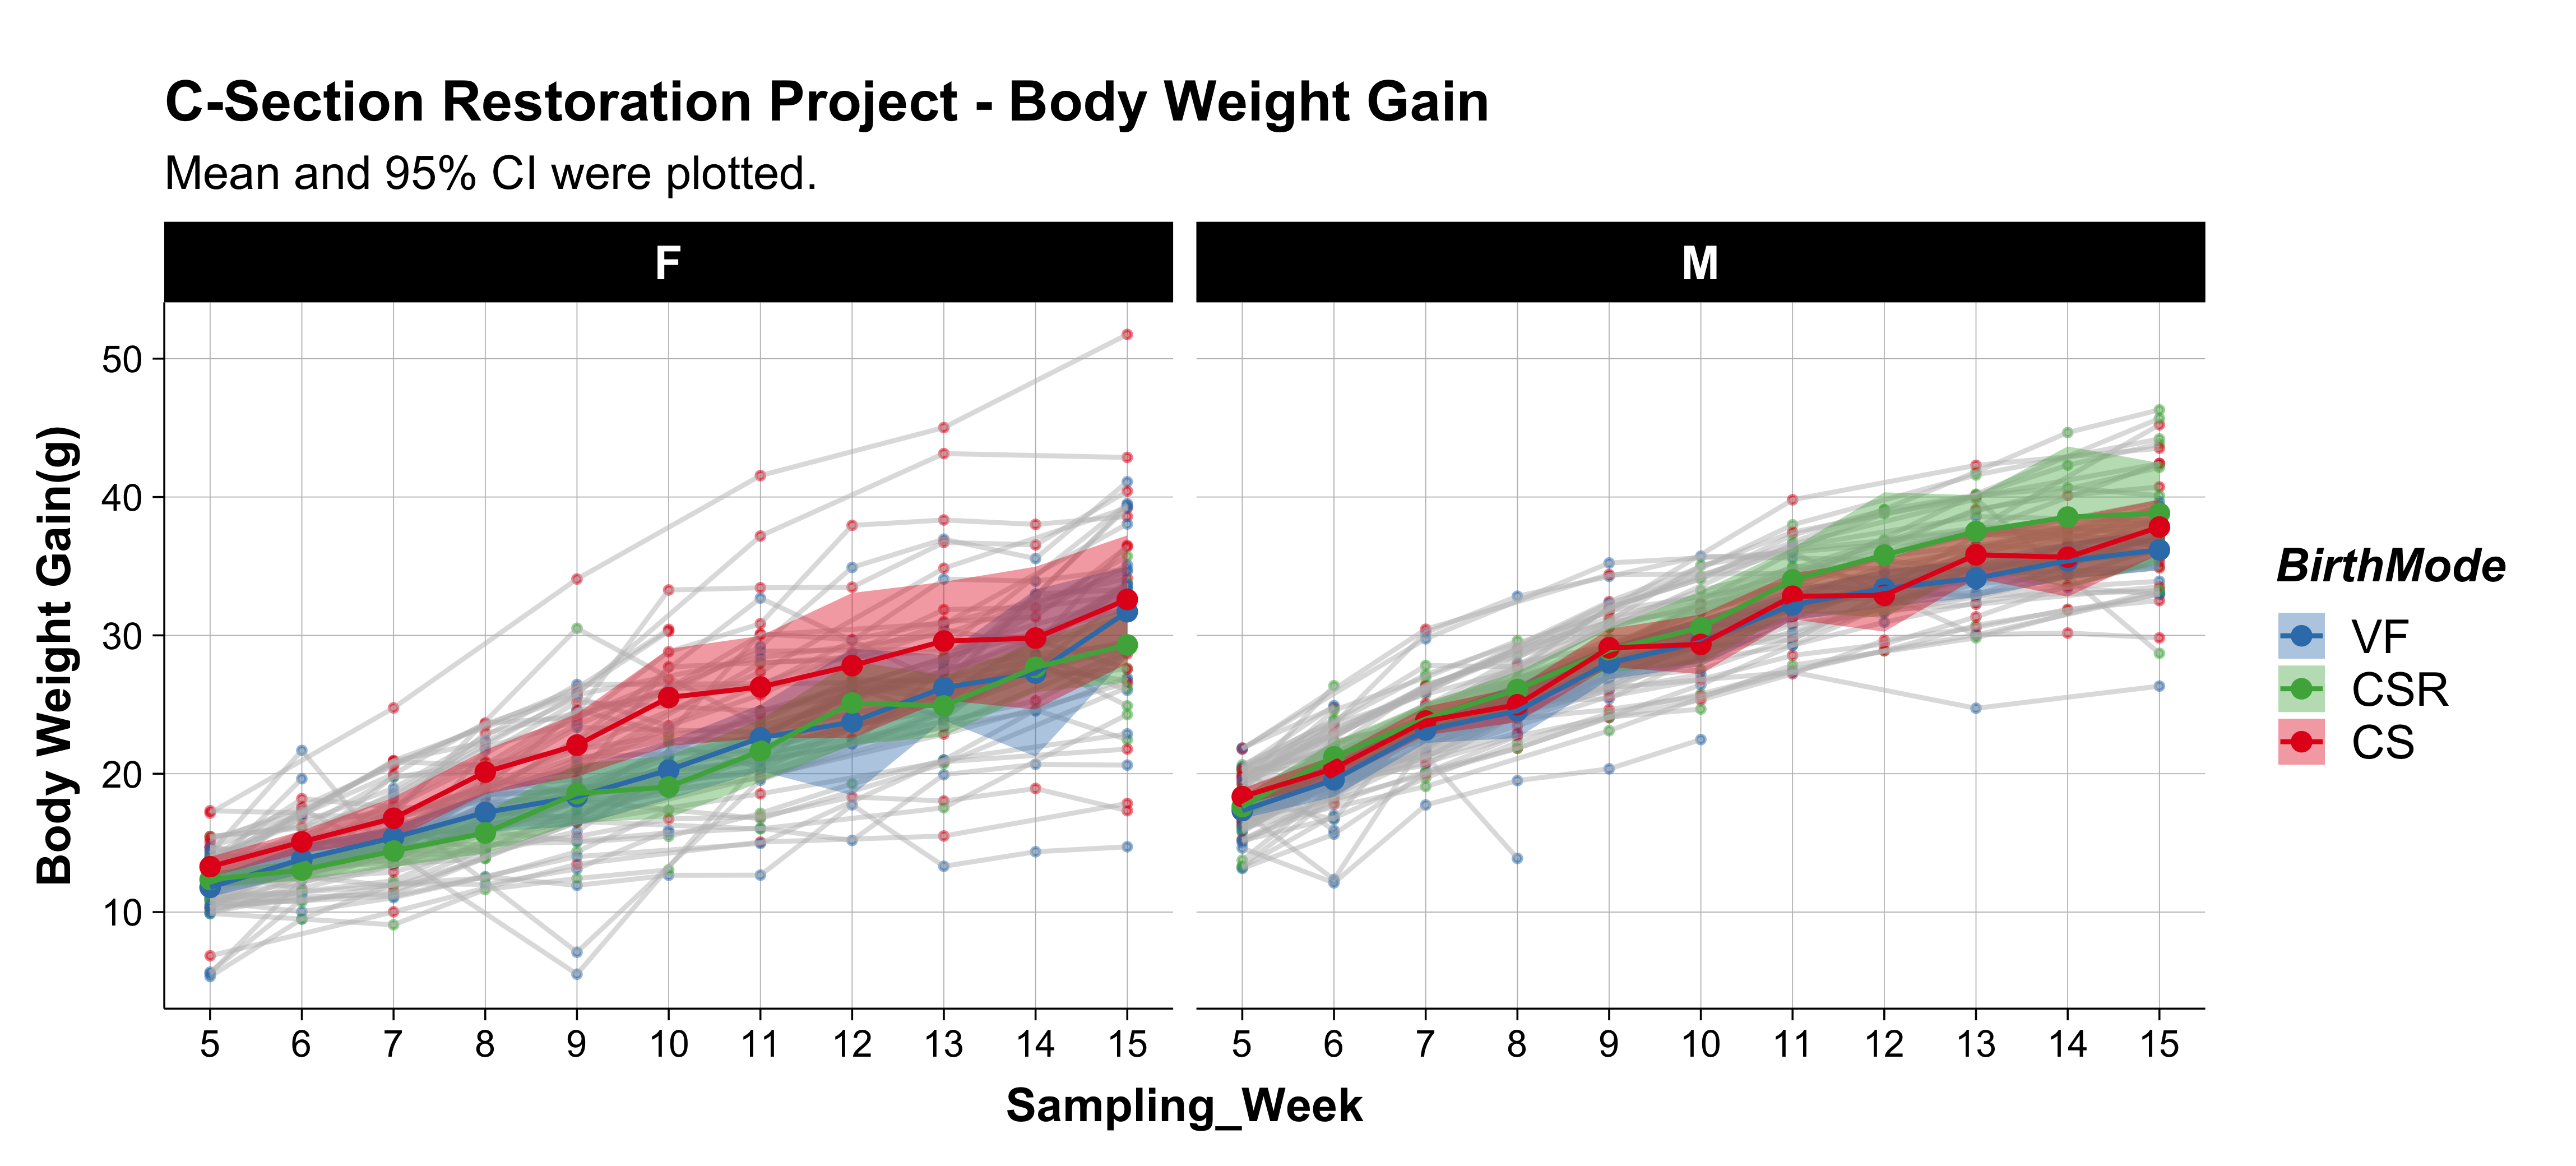 C-Section Restoration Project - Body Weight Gain
Mean and 95% CI were plotted.
F
M
Body Weight Gain(g)
50
40
30
20
10
5 6 7 8 9 10 11 12 13 14 15
5 6 7 8 9 10 11 12 13 14 15
Sampling_Week
BirthMode
VF
CSR
CS